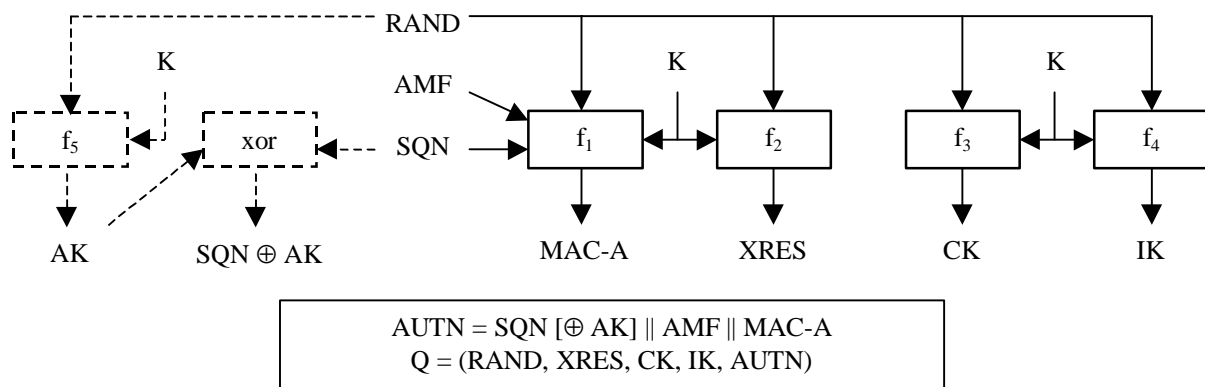 RAND
K
K
K
AMF
f₅
xor
SQN
f₁
f₂
f₃
f₄
AK
SQN ⊕ AK
MAC-A
XRES
CK
IK
AUTN = SQN [⊕ AK] || AMF || MAC-A
Q = (RAND, XRES, CK, IK, AUTN)